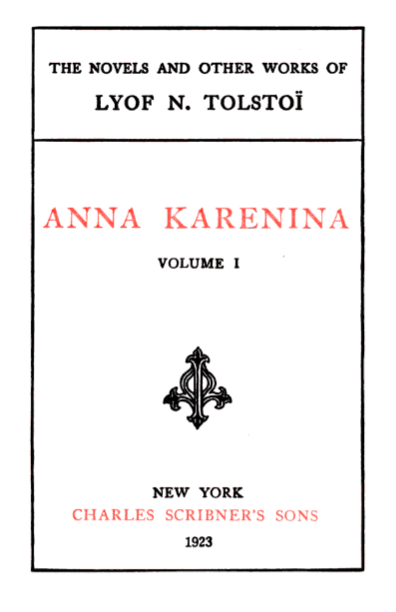 THE NOVELS AND OTHER WORKS OF
LYOF N. TOLSTOÏ
ANNA KARENINA
VOLUME I
NEW YORK
CHARLES SCRIBNER'S SONS
1923